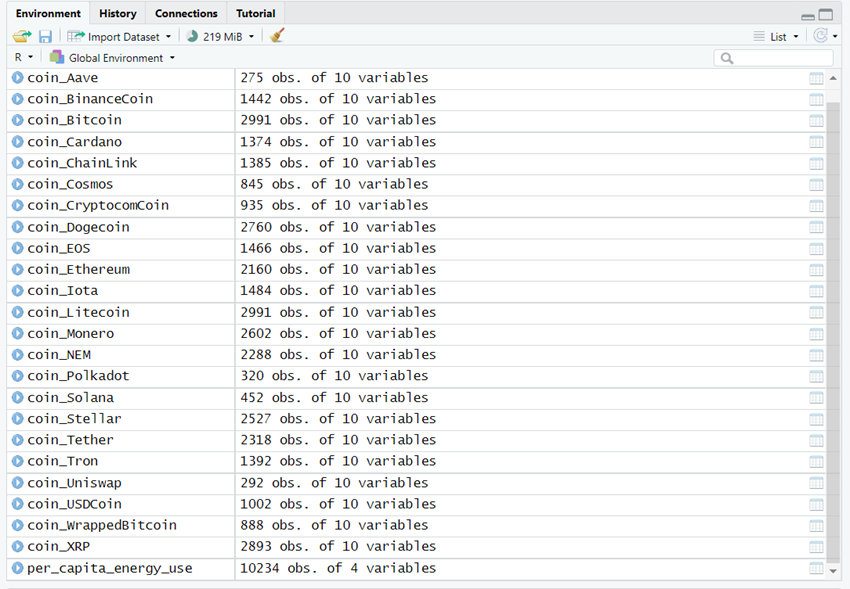 Environment History Connections Tutorial
Import Dataset 219 MiB List
R Global Environment
coin_Aave 275 obs. of 10 variables
coin_BinanceCoin 1442 obs. of 10 variables
coin_Bitcoin 2991 obs. of 10 variables
coin_Cardano 1374 obs. of 10 variables
coin_ChainLink 1385 obs. of 10 variables
coin_Cosmos 845 obs. of 10 variables
coin_CryptocomCoin 935 obs. of 10 variables
coin_Dogecoin 2760 obs. of 10 variables
coin_EOS 1466 obs. of 10 variables
coin_Ethereum 2160 obs. of 10 variables
coin_Iota 1484 obs. of 10 variables
coin_Litecoin 2991 obs. of 10 variables
coin_Monero 2602 obs. of 10 variables
coin_NEM 2288 obs. of 10 variables
coin_Polkadot 320 obs. of 10 variables
coin_Solana 452 obs. of 10 variables
coin_Stellar 2527 obs. of 10 variables
coin_Tether 2318 obs. of 10 variables
coin_Tron 1392 obs. of 10 variables
coin_Uniswap 292 obs. of 10 variables
coin_USDCoin 1002 obs. of 10 variables
coin_WrappedBitcoin 888 obs. of 10 variables
coin_XRP 2893 obs. of 10 variables
per_capita_energy_use 10234 obs. of 4 variables